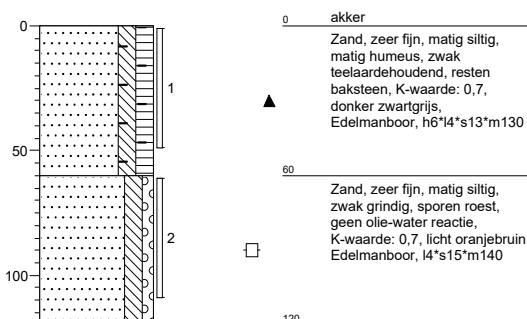 0
50
100
1
2
0
akker
Zand, zeer fijn, matig siltig,
matig humeus, zwak
teelaardehoudend, resten
baksteen, K-waarde: 0,7,
donker zwartgrijs,
Edelmanboor, h6*l4*s13*m130
60
Zand, zeer fijn, matig siltig,
zwak grindig, sporen roest,
geen olie-water reactie,
K-waarde: 0,7, licht oranjebruin
Edelmanboor, l4*s15*m140
120